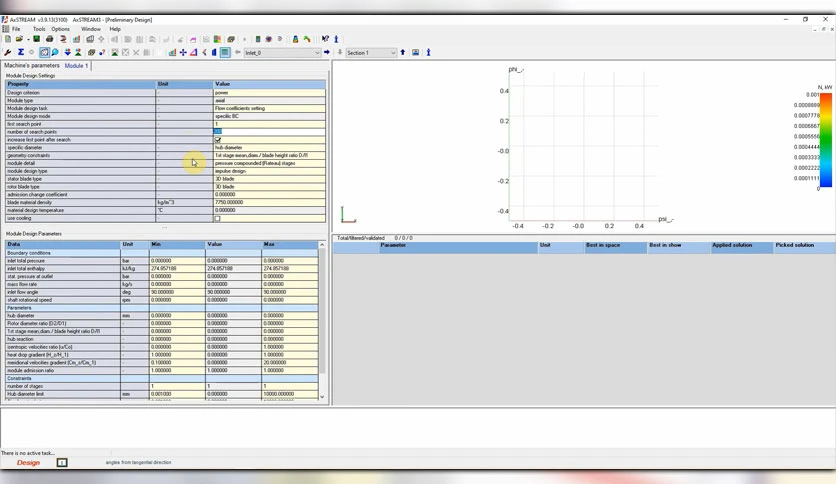 AxSTREAM v3.9.13(3100) AxSTREAM3 - [Preliminary Design]
File Tools Options Window Help
Inlet_0 Section 1
Machine's parameters Module 1
Module Design Settings
Property Unit Value
Design criterion - power
Module type - axial
Module design task - Flow coefficients setting
Module design mode - specific BC
first search point - 1
number of search points -
increase first point after search -
specific diameter - hub diameter
geometry constraints - 1st stage mean.diam / blade height ratio D/l1
module detail - pressure compounded (Rateau) stages
module design type - impulse design
stator blade type - 3D blade
rotor blade type - 3D blade
admission change coefficient - 0.000000
blade material density kg/m^3 7750.000000
material design temperature °C 0.000000
use cooling -
Module Design Parameters
Data Unit Min Value Max
Boundary conditions
inlet total pressure bar 0.000000 0.000000 0.000000
inlet total enthalpy kJ/kg 274.857188 274.857188 274.857188
stat. pressure at outlet bar 0.000000 0.000000 0.000000
mass flow rate kg/s 0.000000 0.000000 0.000000
inlet flow angle deg 90.000000 90.000000 90.000000
shaft rotational speed rpm 0.000000 0.000000 0.000000
Parameters
hub diameter mm 0.000000 0.000000 0.000000
Rotor diameter ratio (D2/D1) - 0.000000 0.000000 0.000000
1st stage mean.diam. / blade height ratio D/l1 - 0.000000 0.000000 0.000000
hub reaction - 0.000000 0.000000 0.000000
isentropic velocities ratio (u/Co) - 0.000000 0.000000 1.000000
heat drop gradient (H_z/H_1) - 1.000000 0.000000 1.000000
meridional velocities gradient (Cm_z/Cm_1) - 0.100000 0.000000 20.000000
module admission ratio - 1.000000 0.000000 1.000000
Constraints
number of stages 1 1 1
Hub diameter limit mm 0.001000 0.000000 10000.000000
phi_,-
0.4
0.2
-0.0
-0.2
-0.4
-0.4 -0.2 -0.0 0.2 0.4
psi_,-
N, kW
0.001
0.0008889
0.0007778
0.0006667
0.0005556
0.0004444
0.0003333
0.0002222
0.0001111
0
Total/filtered/validated 0 / 0 / 0
Parameter Unit Best in space Best in show Applied solution Picked solution
There is no active task...
Design angles from tangential direction